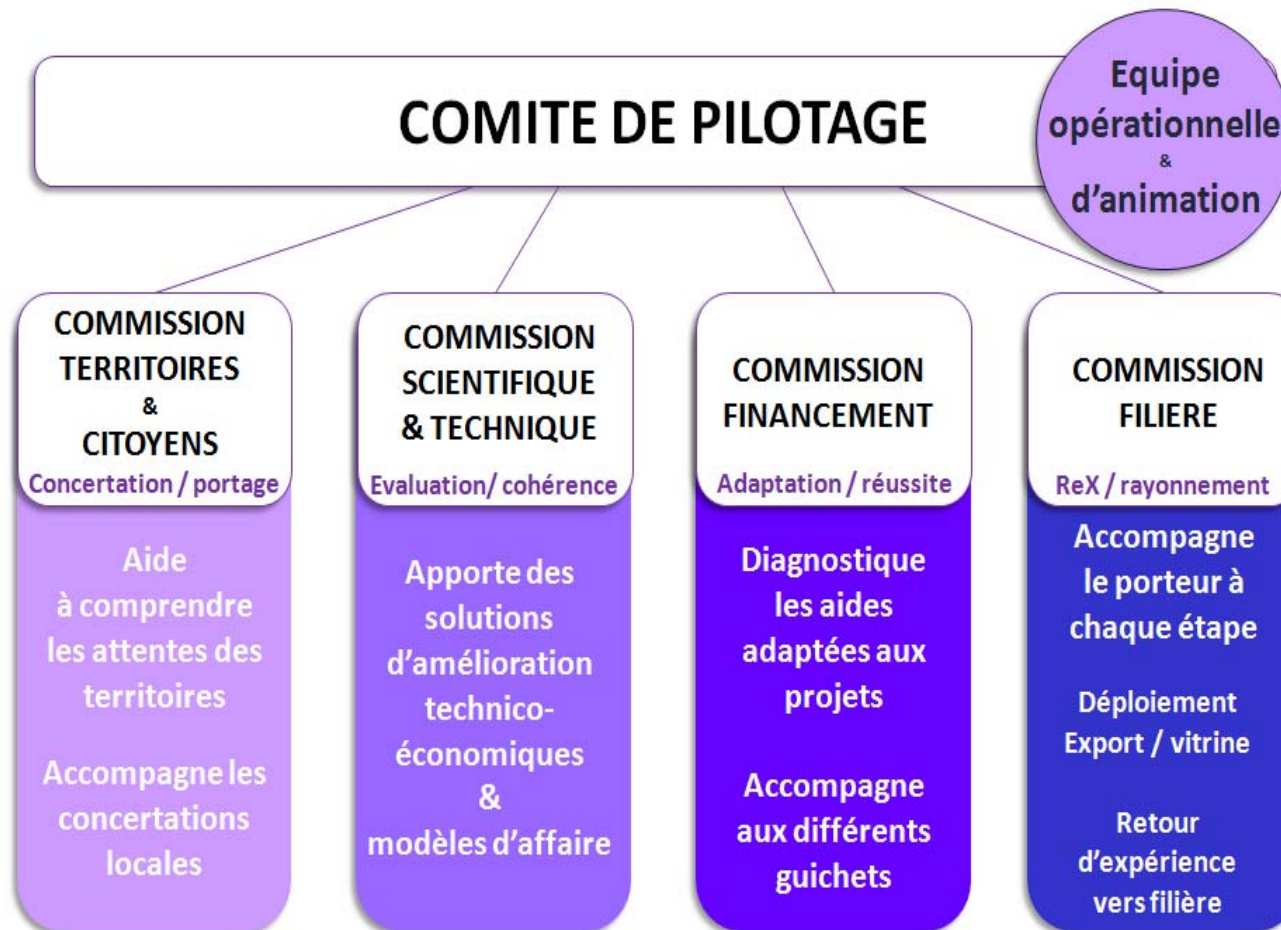 COMITE DE PILOTAGE
Equipe
opérationnelle
&
d'animation
COMMISSION
TERRITOIRES
&
CITOYENS
Concertation / portage
Aide
à comprendre
les attentes des
territoires
Accompagne les
concertations
locales
COMMISSION
SCIENTIFIQUE
& TECHNIQUE
Evaluation/ cohérence
Apporte des
solutions
d'amélioration
technico-
économiques
&
modèles d'affaire
COMMISSION
FINANCEMENT
Adaptation / réussite
Diagnostique
les aides
adaptées aux
projets
Accompagne
aux différents
guichets
COMMISSION
FILIERE
ReX / rayonnement
Accompagne
le porteur à
chaque étape
Déploiement
Export / vitrine
Retour
d'expérience
vers filière